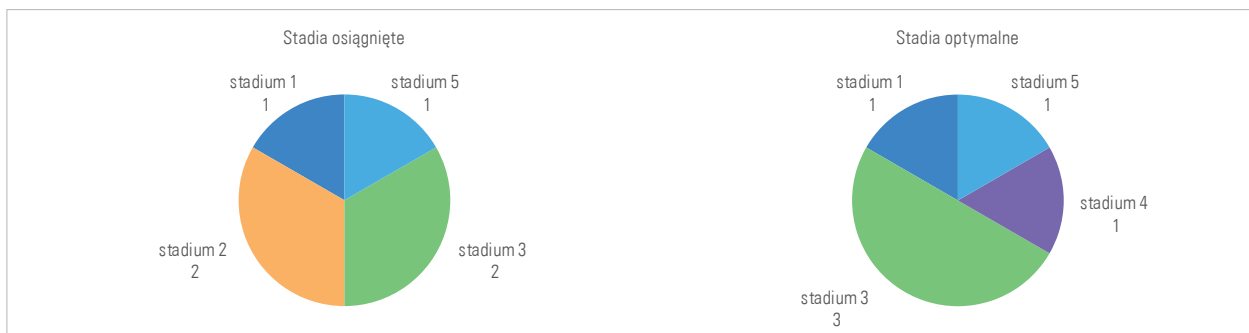 Stadia osiągnięte
stadium 1
1
stadium 5
1
stadium 2
2
stadium 3
2
Stadia optymalne
stadium 1
1
stadium 5
1
stadium 4
1
stadium 3
3